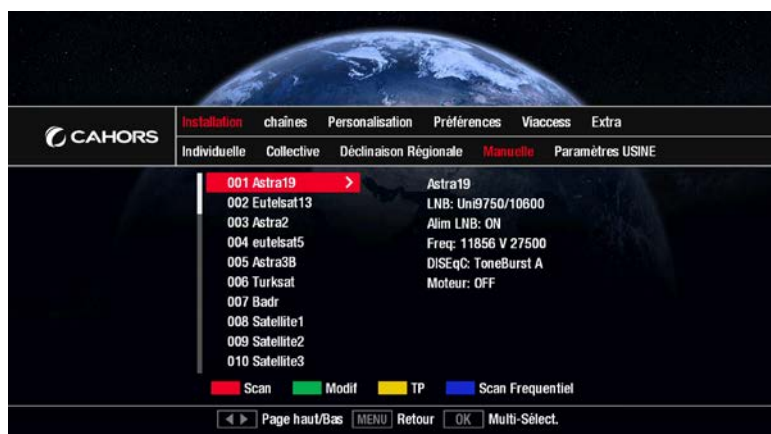 CAHORS
Installation chaînes Personalisation Préférences Viaccess Extra
Individuelle Collective Déclinaison Régionale Manuelle Paramètres USINE
001 Astra19 >
002 Eutelsat13
003 Astra2
004 eutelsat5
005 Astra3B
006 Turksat
007 Badr
008 Satellite1
009 Satellite2
010 Satellite3
Astra19
LNB: Uni9750/10600
Alim LNB: ON
Freq: 11856 V 27500
DISEqC: ToneBurst A
Moteur: OFF
Scan Modif TP Scan Frequentiel
Page haut/Bas MENU Retour OK Multi-Sélect.